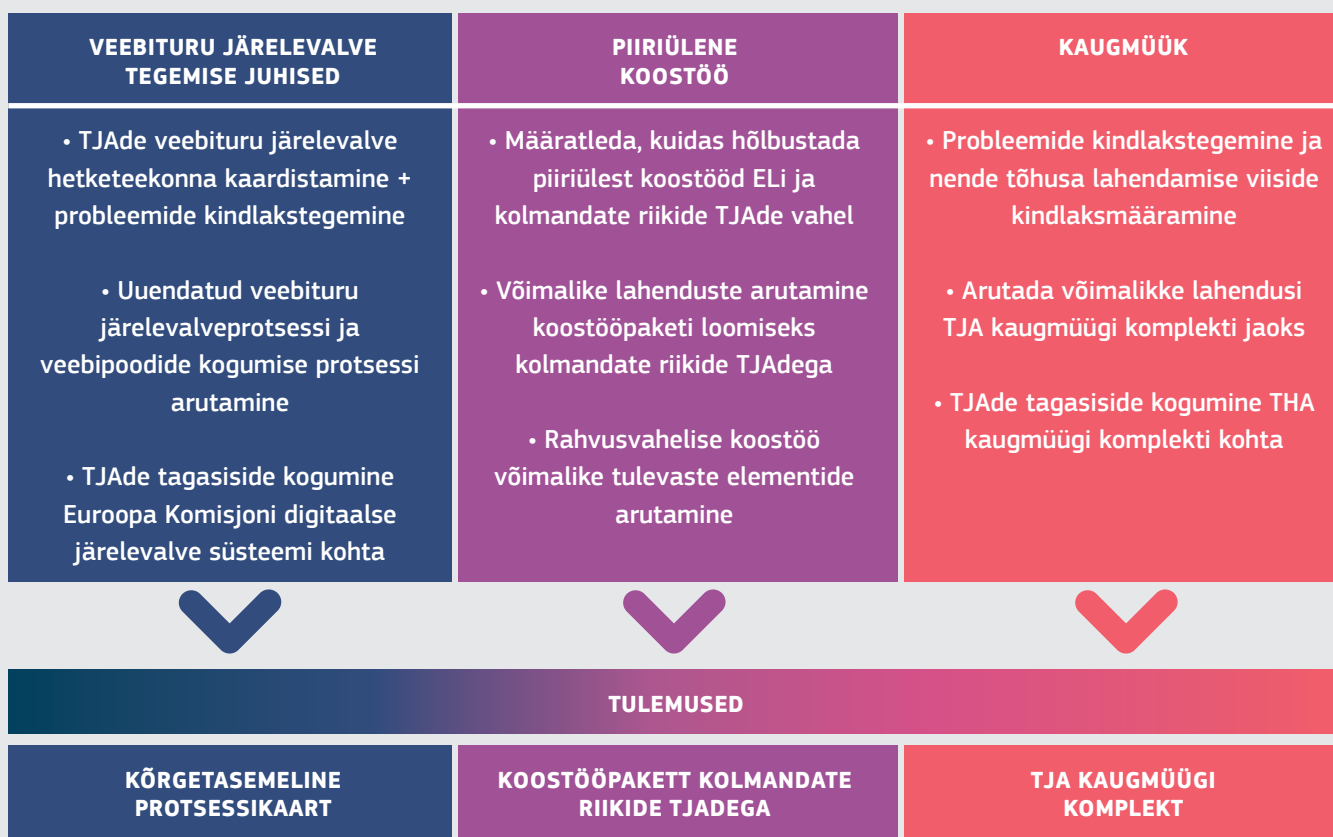 VEEBITURU JÄRELEVALVE
TEGEMISE JUHISED
• TJAde veebituru järelevalve
hetketeekonna kaardistamine +
probleemide kindlakstegemine
• Uuendatud veebituru
järelevalveprotsessi ja
veebipoodide kogumise protsessi
arutamine
• TJAde tagasiside kogumine
Euroopa Komisjoni digitaalse
järelevalve süsteemi kohta
PIIRIÜLENE
KOOSTÖÖ
• Määratleda, kuidas hõlbustada
piiriülest koostööd ELi ja
kolmandate riikide TJAde vahel
• Võimalike lahenduste arutamine
koostööpaketi loomiseks
kolmandate riikide TJAdega
• Rahvusvahelise koostöö
võimalike tulevaste elementide
arutamine
KAUGMÜÜK
• Probleemide kindlakstegemine ja
nende tõhusa lahendamise viiside
kindlaksmääramine
• Arutada võimalikke lahendusi
TJA kaugmüügi komplekti jaoks
• TJAde tagasiside kogumine THA
kaugmüügi komplekti kohta
TULEMUSED
KÕRGETASEMELINE
PROTSESSIKAART
KOOSTÖÖPAKETT KOLMANDATE
RIIKIDE TJADEGA
TJA KAUGMÜÜGI
KOMPLEKT